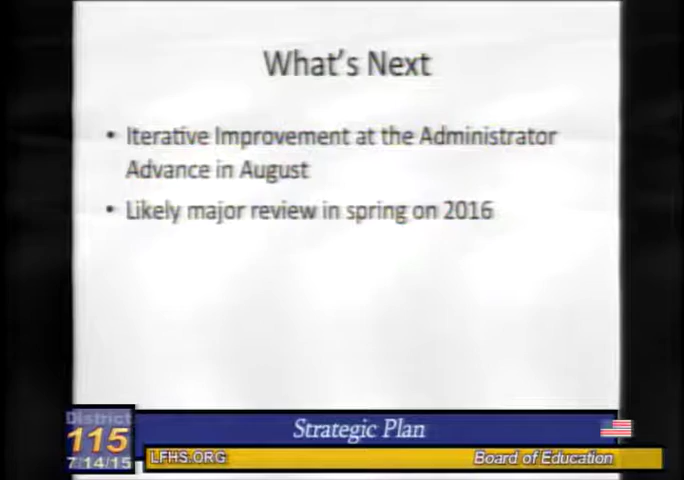 What's Next
• Iterative Improvement at the Administrator
Advance in August
• Likely major review in spring on 2016
District
115
7/14/15
Strategic Plan
LFHS.ORG
Board of Education